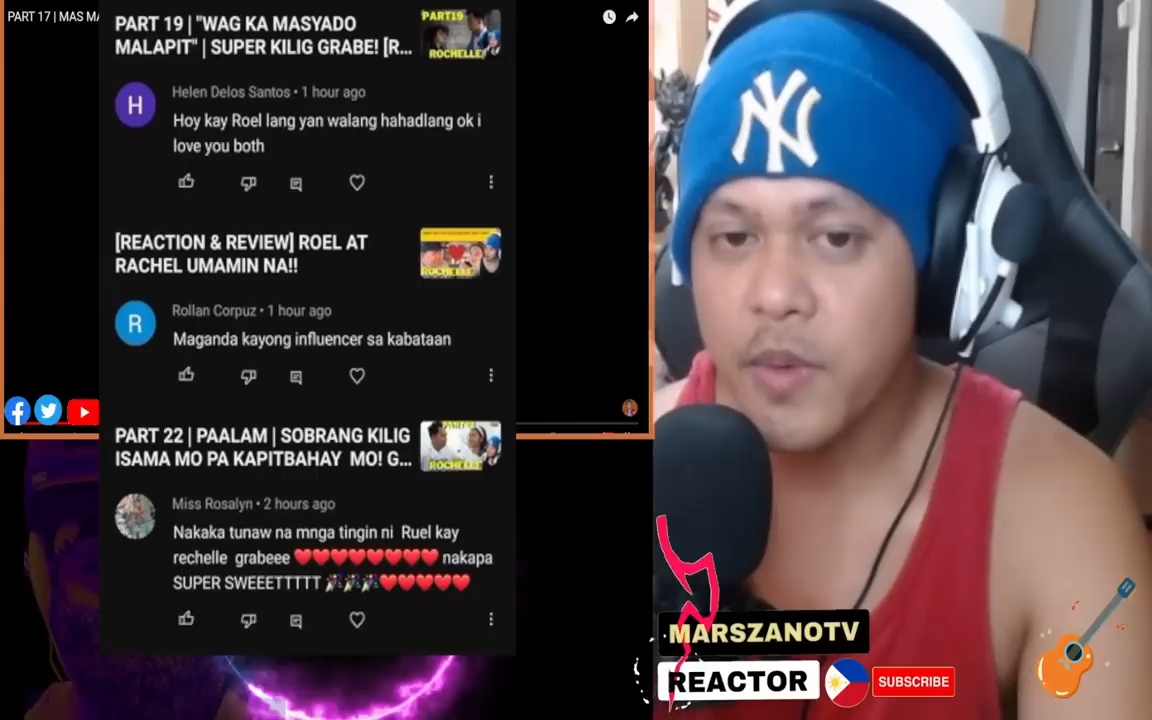 PART 17 | MAS MA
PART 19 | "WAG KA MASYADO
MALAPIT" | SUPER KILIG GRABE! [R...
PART19
ROCHELLE
H
Helen Delos Santos • 1 hour ago
Hoy kay Roel lang yan walang hahadlang ok i
love you both
[REACTION & REVIEW] ROEL AT
RACHEL UMAMIN NA!!
ROCHELLE
R
Rollan Corpuz • 1 hour ago
Maganda kayong influencer sa kabataan
PART 22 | PAALAM | SOBRANG KILIG
ISAMA MO PA KAPITBAHAY MO! G...
ROCHELLE
Miss Rosalyn • 2 hours ago
Nakaka tunaw na mnga tingin ni Ruel kay
rechelle grabeee ❤️❤️❤️❤️❤️❤️❤️❤️ nakapa
SUPER SWEEETTTTT 🎉🎉🎉❤️❤️❤️❤️❤️
NY
MARSZANOTV
REACTOR
SUBSCRIBE